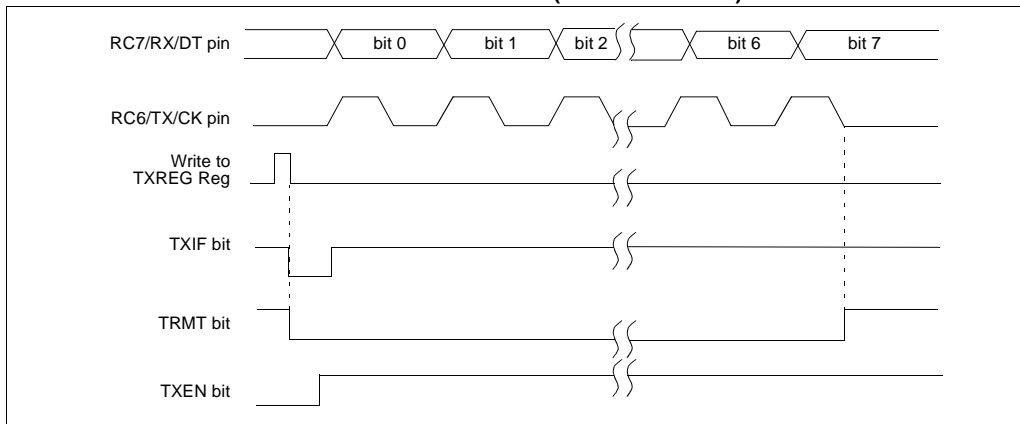 RC7/RX/DT pin
bit 0
bit 1
bit 2
bit 6
bit 7
RC6/TX/CK pin
Write to
TXREG Reg
TXIF bit
TRMT bit
TXEN bit